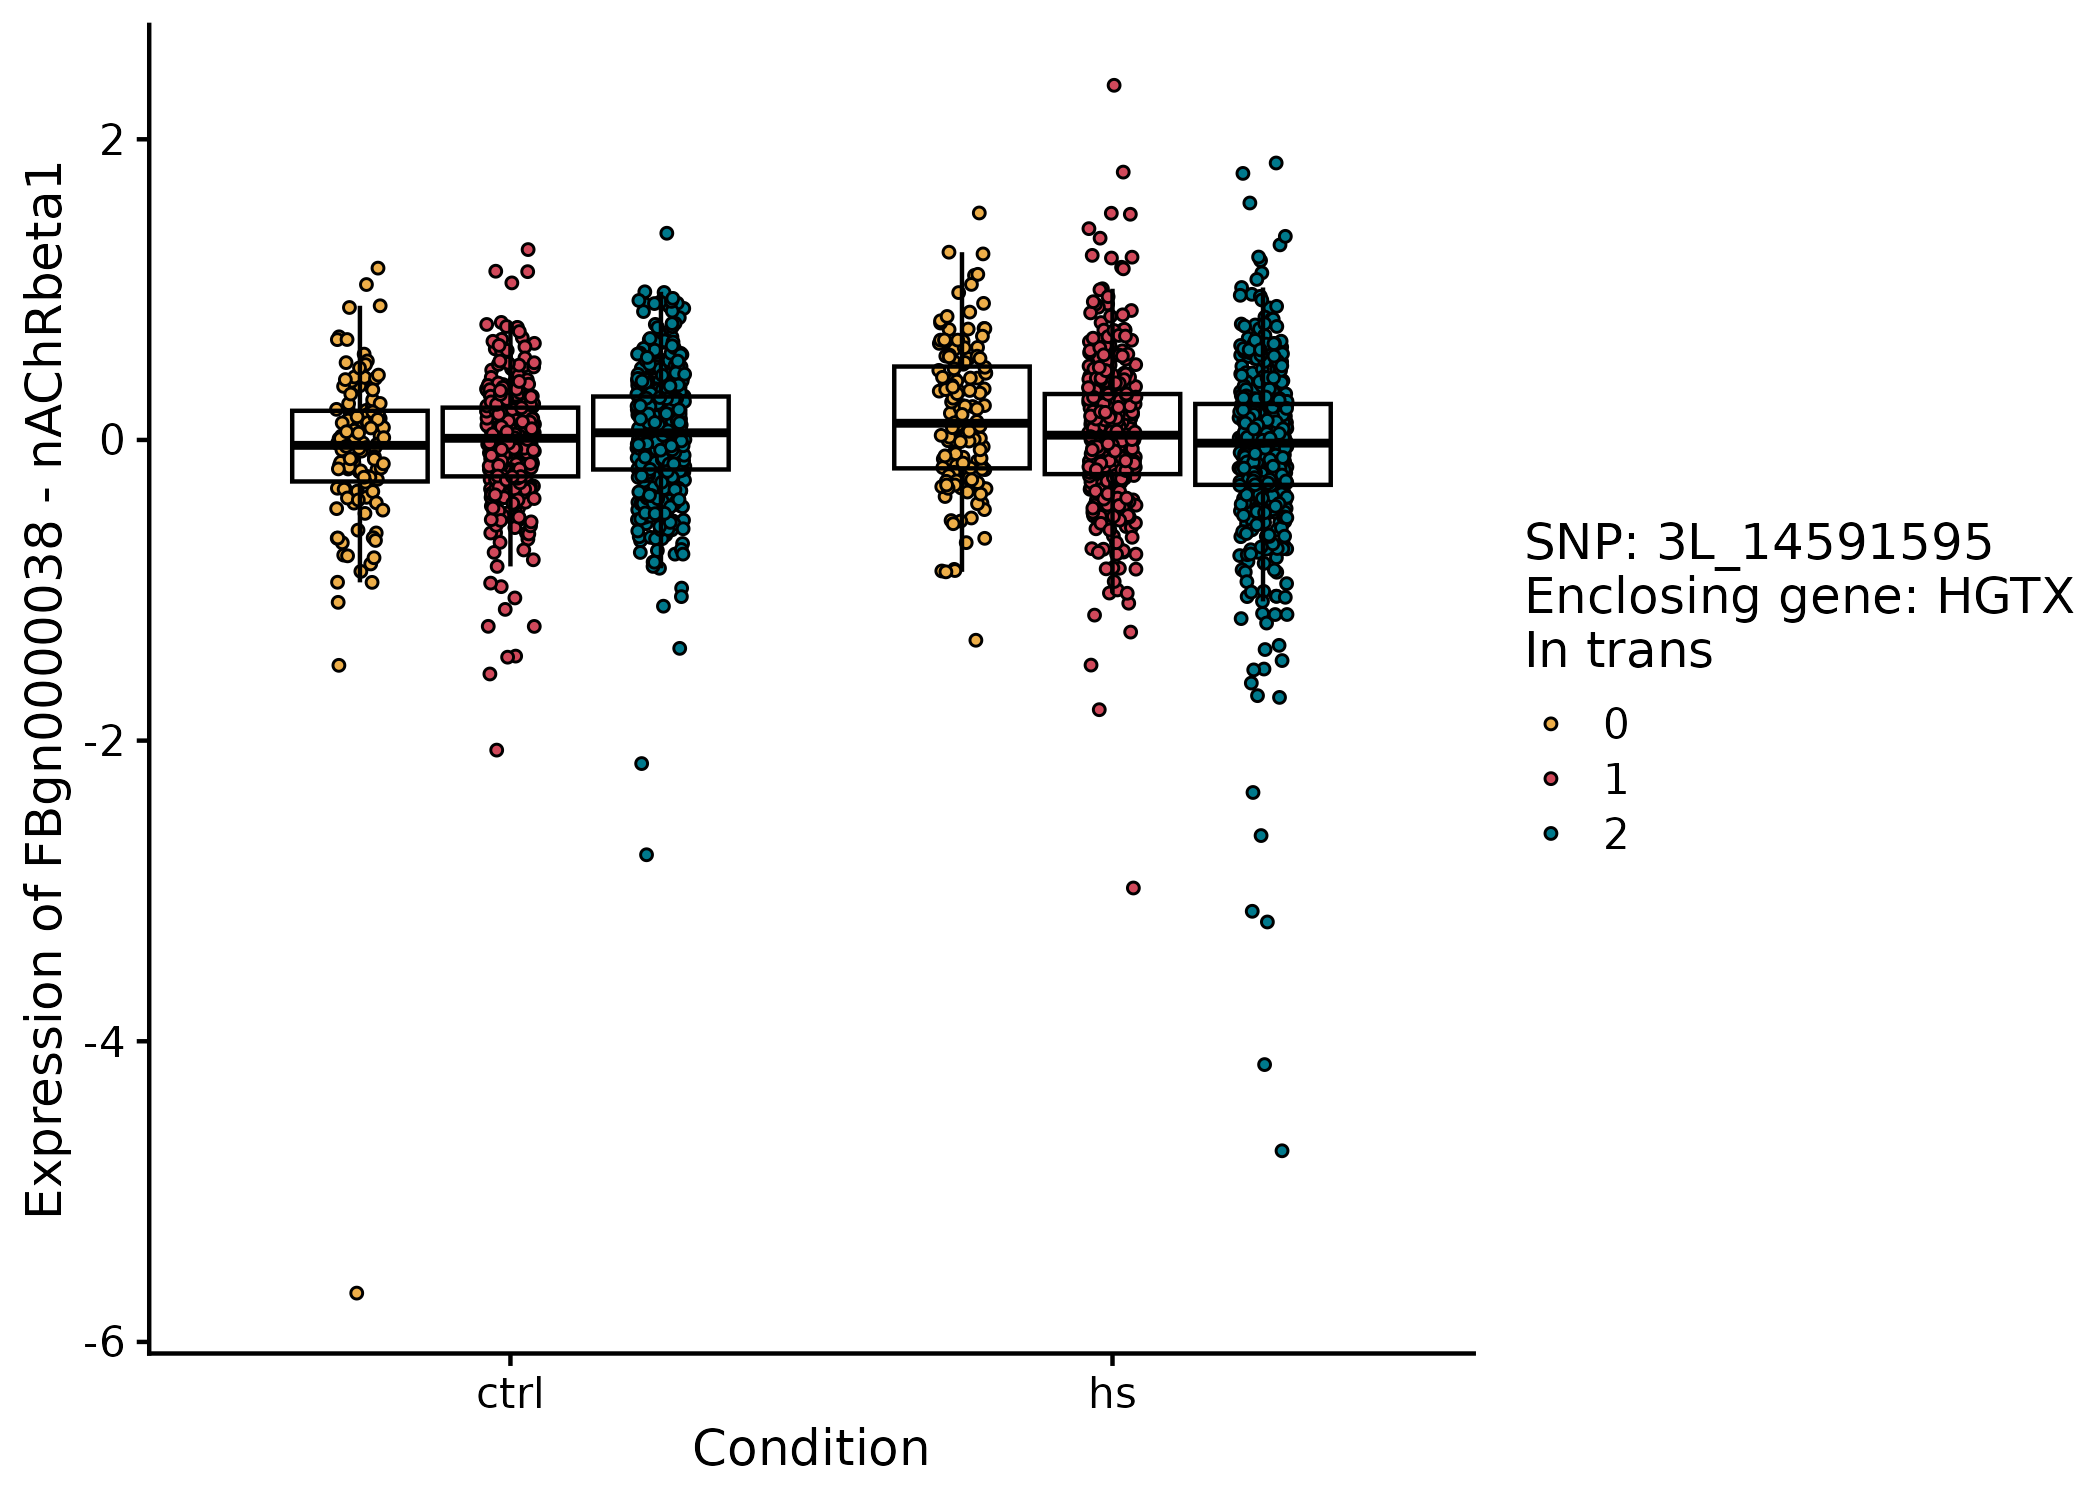 Expression of FBgn0000038 - nAChRbeta1
2
0
-2
-4
-6
ctrl
hs
Condition
SNP: 3L_14591595
Enclosing gene: HGTX
In trans
0
1
2